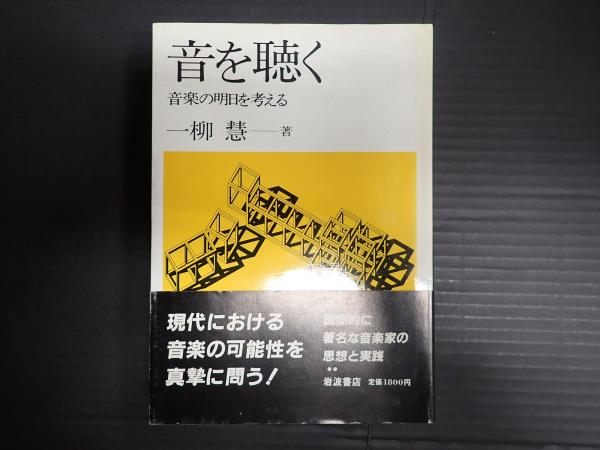 音を聴く
音楽の明日を考える
一柳 慧──著
現代における
音楽の可能性を
真摯に問う!
国際的に
著名な音楽家の
思想と実践
岩波書店 定価1800円